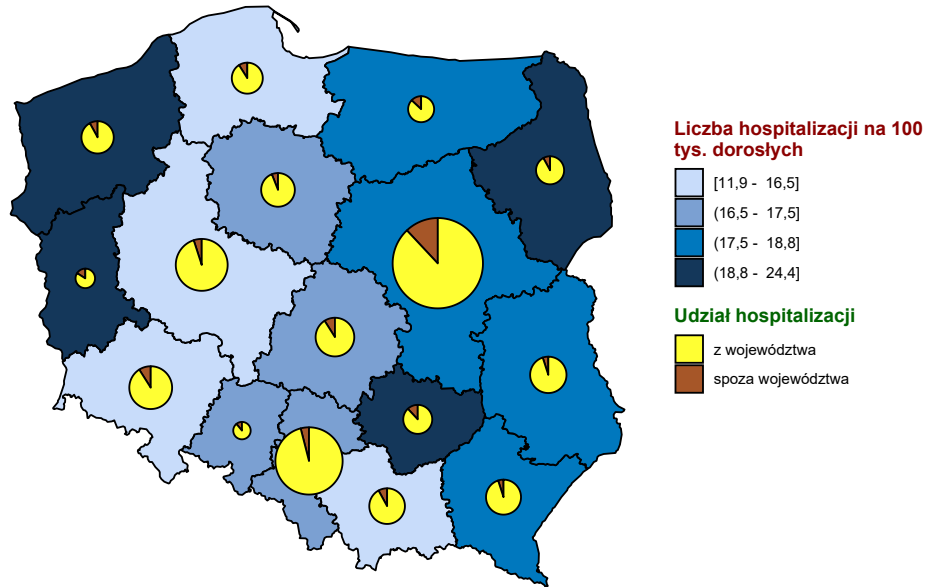 Liczba hospitalizacji na 100
tys. dorosłych
[11,9 - 16,5]
(16,5 - 17,5]
(17,5 - 18,8]
(18,8 - 24,4]
Udział hospitalizacji
z województwa
spoza województwa